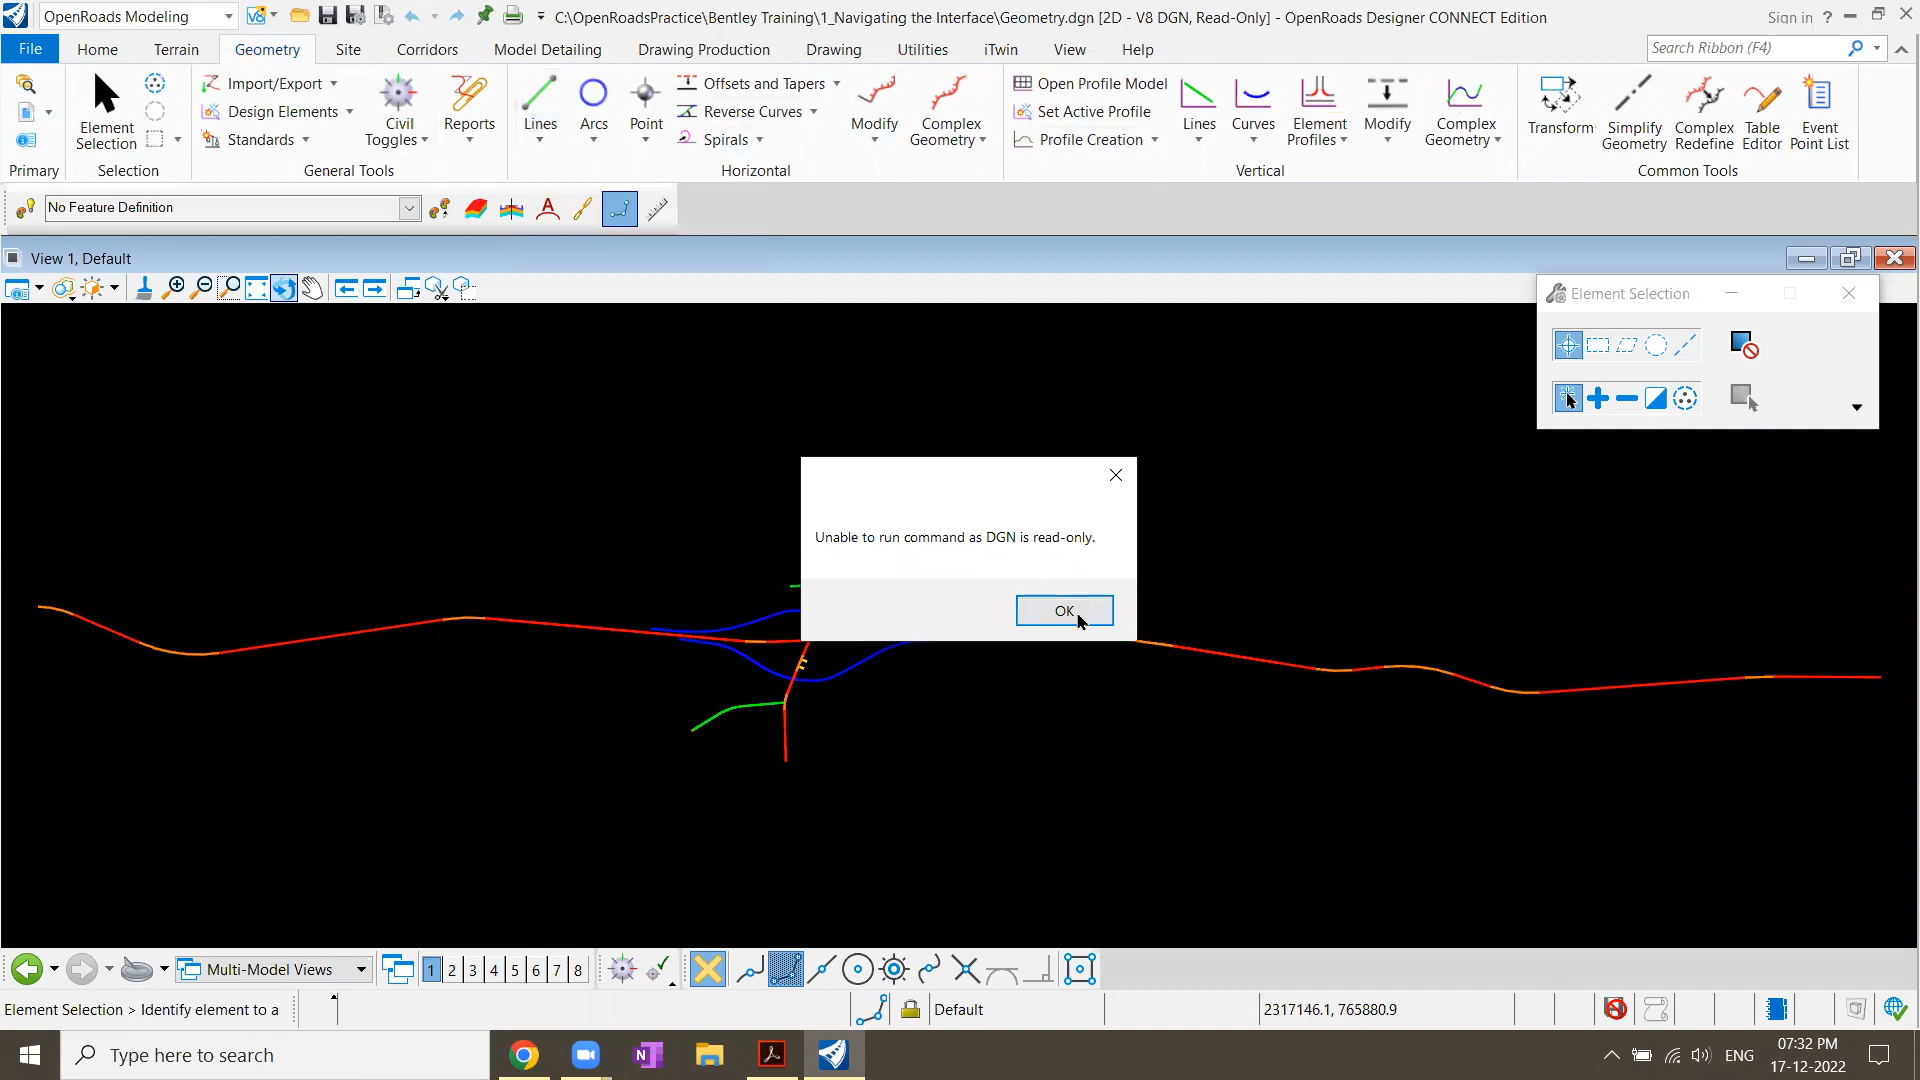 OpenRoads Modeling
C:\OpenRoadsPractice\Bentley Training\1_Navigating the Interface\Geometry.dgn [2D - V8 DGN, Read-Only] - OpenRoads Designer CONNECT Edition
Sign in
File Home Terrain Geometry Site Corridors Model Detailing Drawing Production Drawing Utilities iTwin View Help
Search Ribbon (F4)
Import/Export Offsets and Tapers Open Profile Model
Design Elements Reverse Curves Set Active Profile
Standards Spirals Profile Creation
Element Selection
Civil Toggles
Reports
Lines
Arcs
Point
Modify
Complex Geometry
Lines
Curves
Element Profiles
Modify
Complex Geometry
Transform
Simplify Geometry
Complex Redefine
Table Editor
Event Point List
Primary Selection General Tools Horizontal Vertical Common Tools
No Feature Definition
View 1, Default
Element Selection
Unable to run command as DGN is read-only.
OK
Multi-Model Views 1 2 3 4 5 6 7 8
Element Selection > Identify element to a
Default
2317146.1, 765880.9
Type here to search
ENG
07:32 PM
17-12-2022